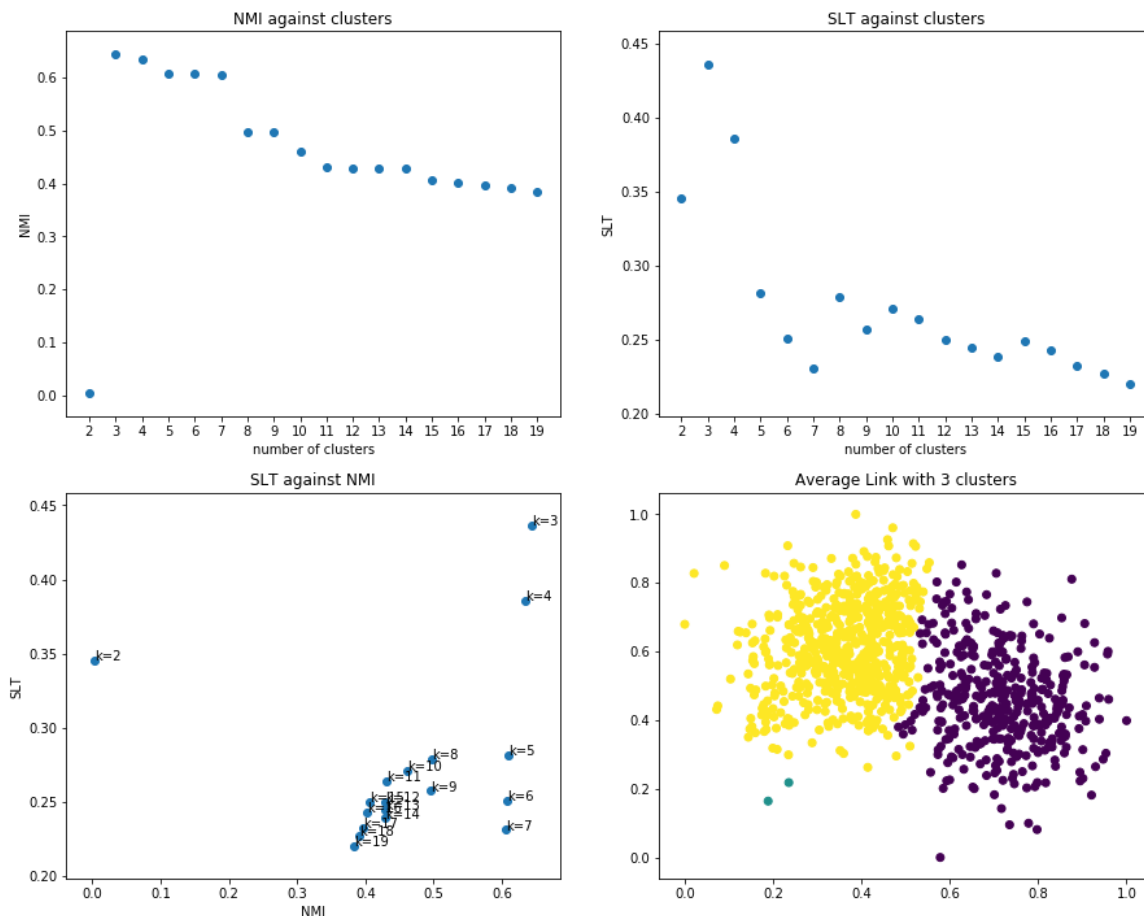 NMI against clusters
NMI
0.6
0.5
0.4
0.3
0.2
0.1
0.0
2 3 4 5 6 7 8 9 10 11 12 13 14 15 16 17 18 19
number of clusters
SLT against clusters
SLT
0.45
0.40
0.35
0.30
0.25
0.20
2 3 4 5 6 7 8 9 10 11 12 13 14 15 16 17 18 19
number of clusters
SLT against NMI
SLT
0.45
0.40
0.35
0.30
0.25
0.20
k=3
k=4
k=2
k=8
k=5
k=10
k=11
k=9
k=15
k=12
k=6
k=16
k=13
k=14
k=17
k=7
k=18
k=19
0.0 0.1 0.2 0.3 0.4 0.5 0.6
NMI
Average Link with 3 clusters
1.0
0.8
0.6
0.4
0.2
0.0
0.0 0.2 0.4 0.6 0.8 1.0